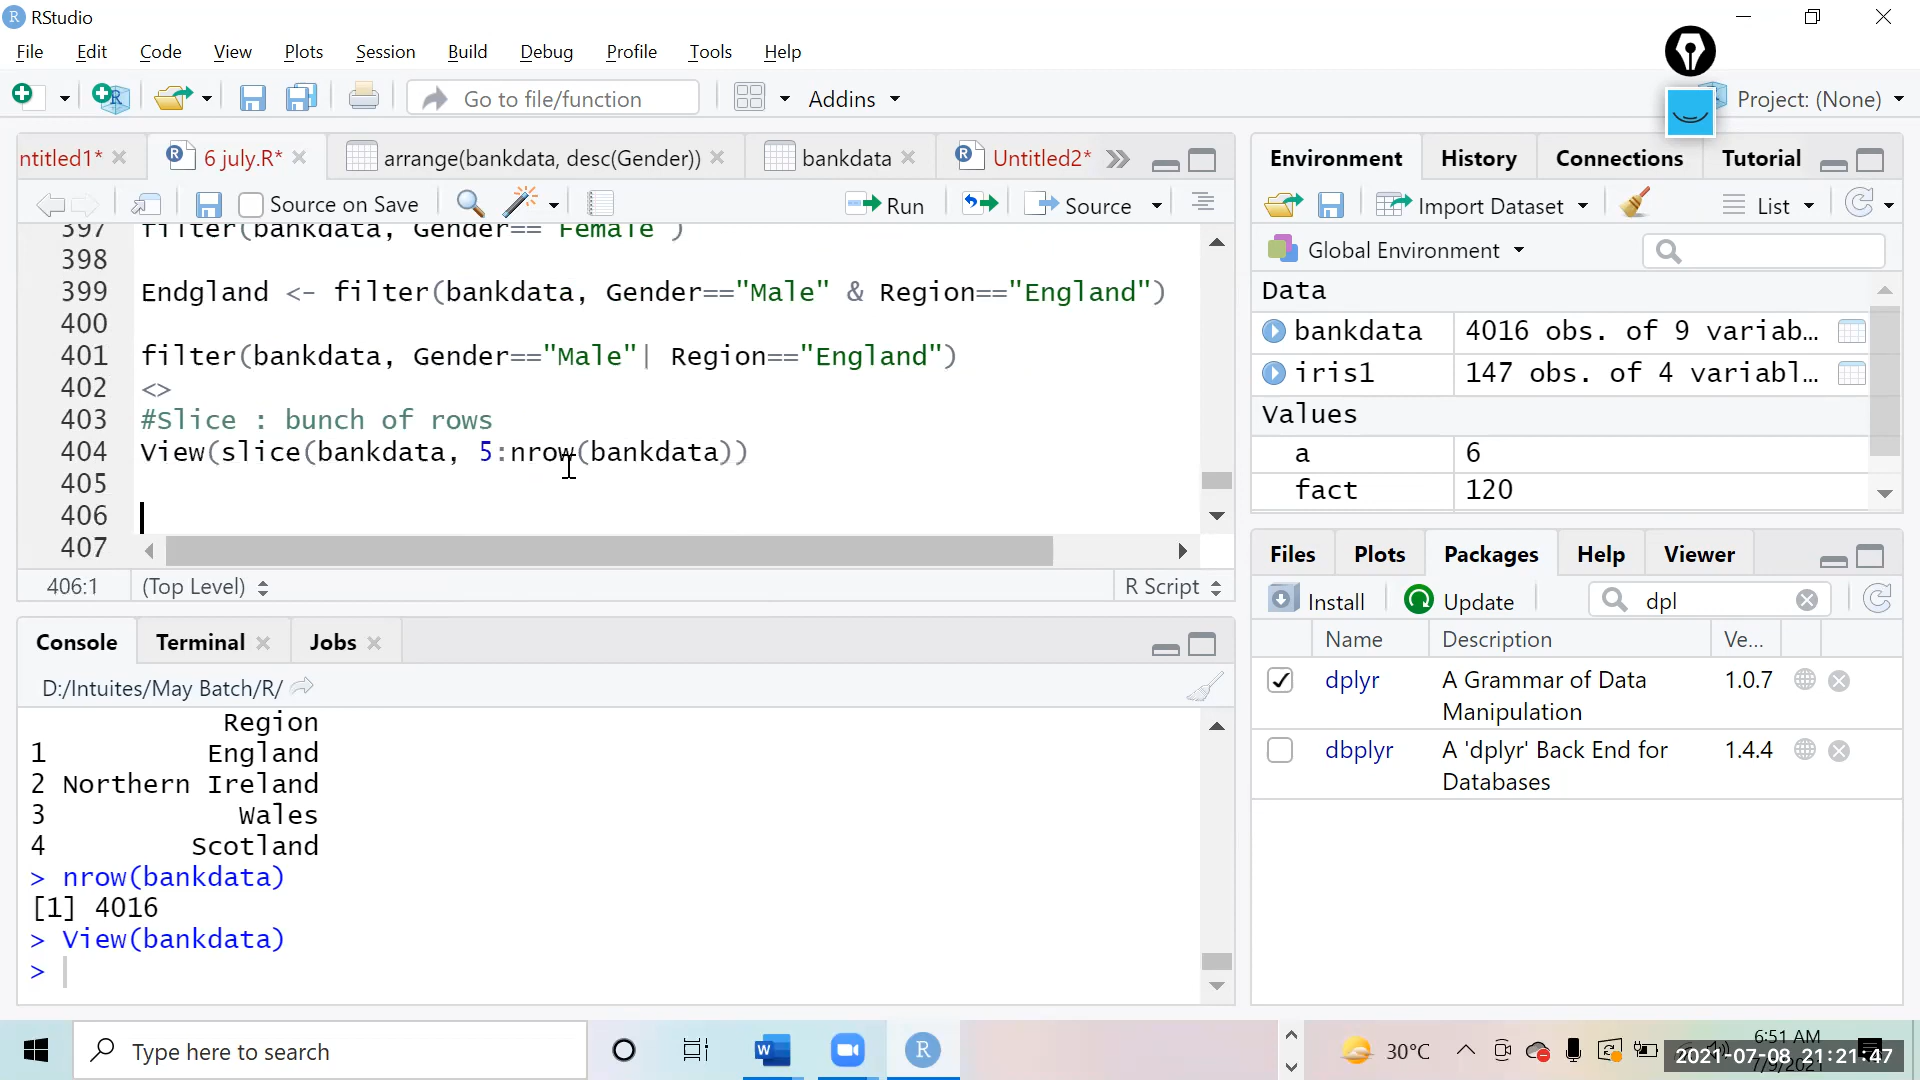 RStudio
File Edit Code View Plots Session Build Debug Profile Tools Help
Go to file/function Addins Project: (None)
ntitled1* 6 july.R* arrange(bankdata, desc(Gender)) bankdata Untitled2*
Source on Save Run Source
397 filter(bankdata, Gender=="Female")
398
399 Endgland <- filter(bankdata, Gender=="Male" & Region=="England")
400
401 filter(bankdata, Gender=="Male"| Region=="England")
402 <>
403 #Slice : bunch of rows
404 View(slice(bankdata, 5:nrow(bankdata))
405
406
407
406:1 (Top Level) R Script
Console Terminal Jobs
D:/Intuites/May Batch/R/
Region
1 England
2 Northern Ireland
3 Wales
4 Scotland
> nrow(bankdata)
[1] 4016
> View(bankdata)
>
Environment History Connections Tutorial
Import Dataset List
Global Environment
Data
bankdata 4016 obs. of 9 variab...
iris1 147 obs. of 4 variabl...
Values
a 6
fact 120
Files Plots Packages Help Viewer
Install Update dpl
Name Description Ve...
dplyr A Grammar of Data Manipulation 1.0.7
dbplyr A 'dplyr' Back End for Databases 1.4.4
Type here to search
30°C
6:51 AM
2021-07-08 21:21:47